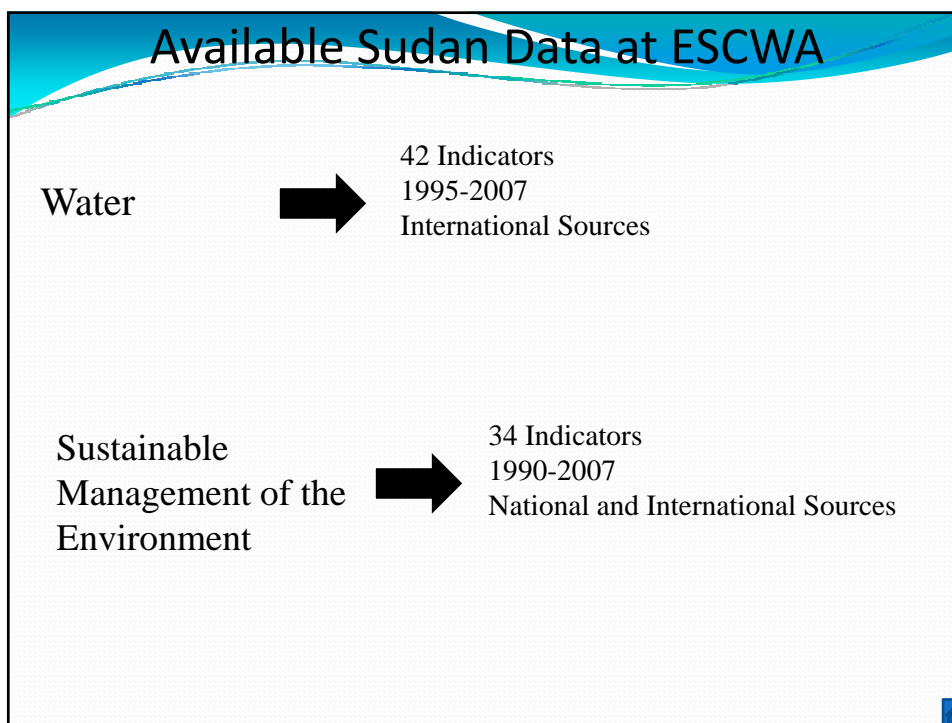 Available Sudan Data at ESCWA
Water
42 Indicators
1995-2007
International Sources
Sustainable
Management of the
Environment
34 Indicators
1990-2007
National and International Sources